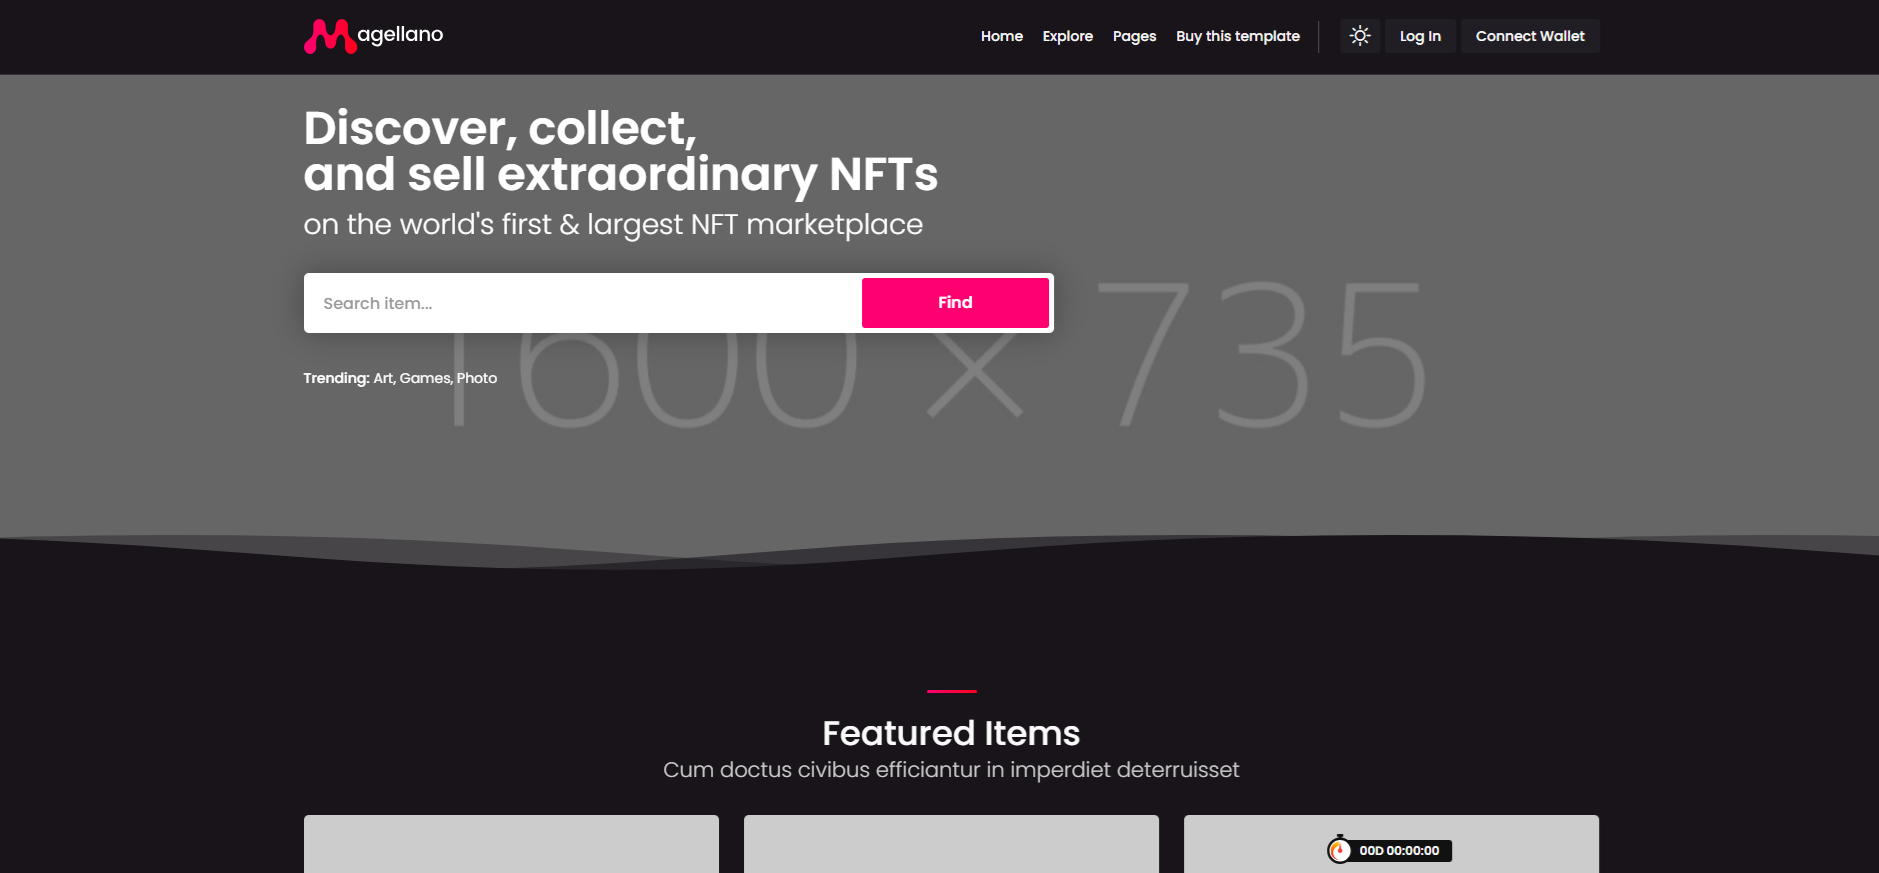 agellano
Home Explore Pages Buy this template Log In Connect Wallet
Discover, collect,
and sell extraordinary NFTs
on the world's first & largest NFT marketplace
Search item... Find
1600 × 735
Trending: Art, Games, Photo
Featured Items
Cum doctus civibus efficiantur in imperdiet deterruisset
00D 00:00:00